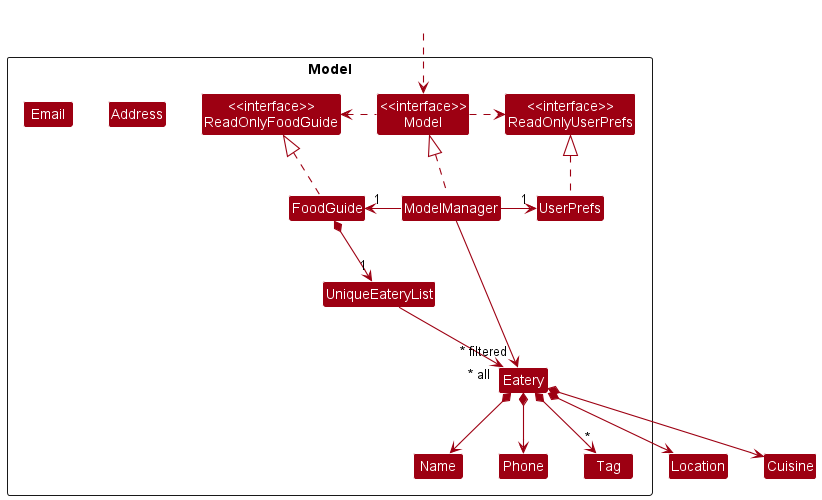 Model
Email
Address
<<interface>>
ReadOnlyFoodGuide
<<interface>>
Model
<<interface>>
ReadOnlyUserPrefs
FoodGuide
1
ModelManager
1
UserPrefs
1
UniqueEateryList
* filtered
* all
Eatery
*
Name
Phone
Tag
Location
Cuisine